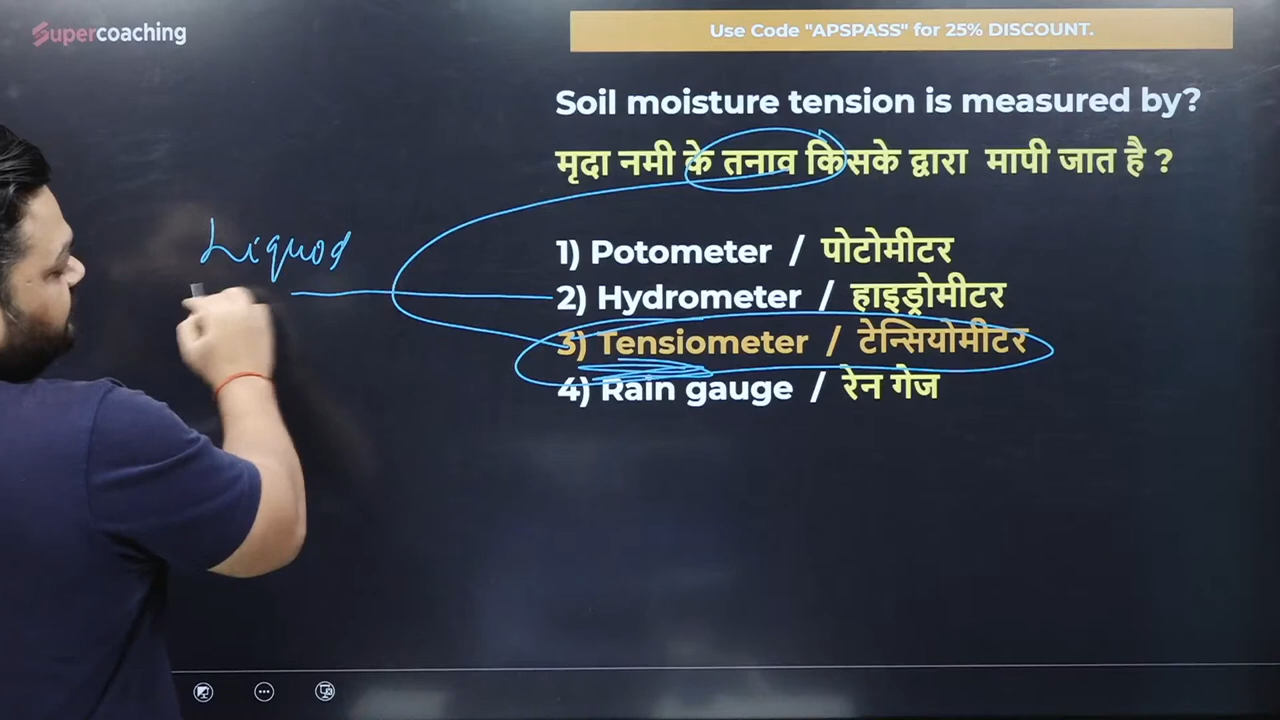 Supercoaching
Use Code "APSPASS" for 25% DISCOUNT.
Soil moisture tension is measured by?
मृदा नमी के तनाव किसके द्वारा मापी जात है ?
Liquod
1) Potometer / पोटोमीटर
2) Hydrometer / हाइड्रोमीटर
3) Tensiometer / टेन्सियोमीटर
4) Rain gauge / रेन गेज